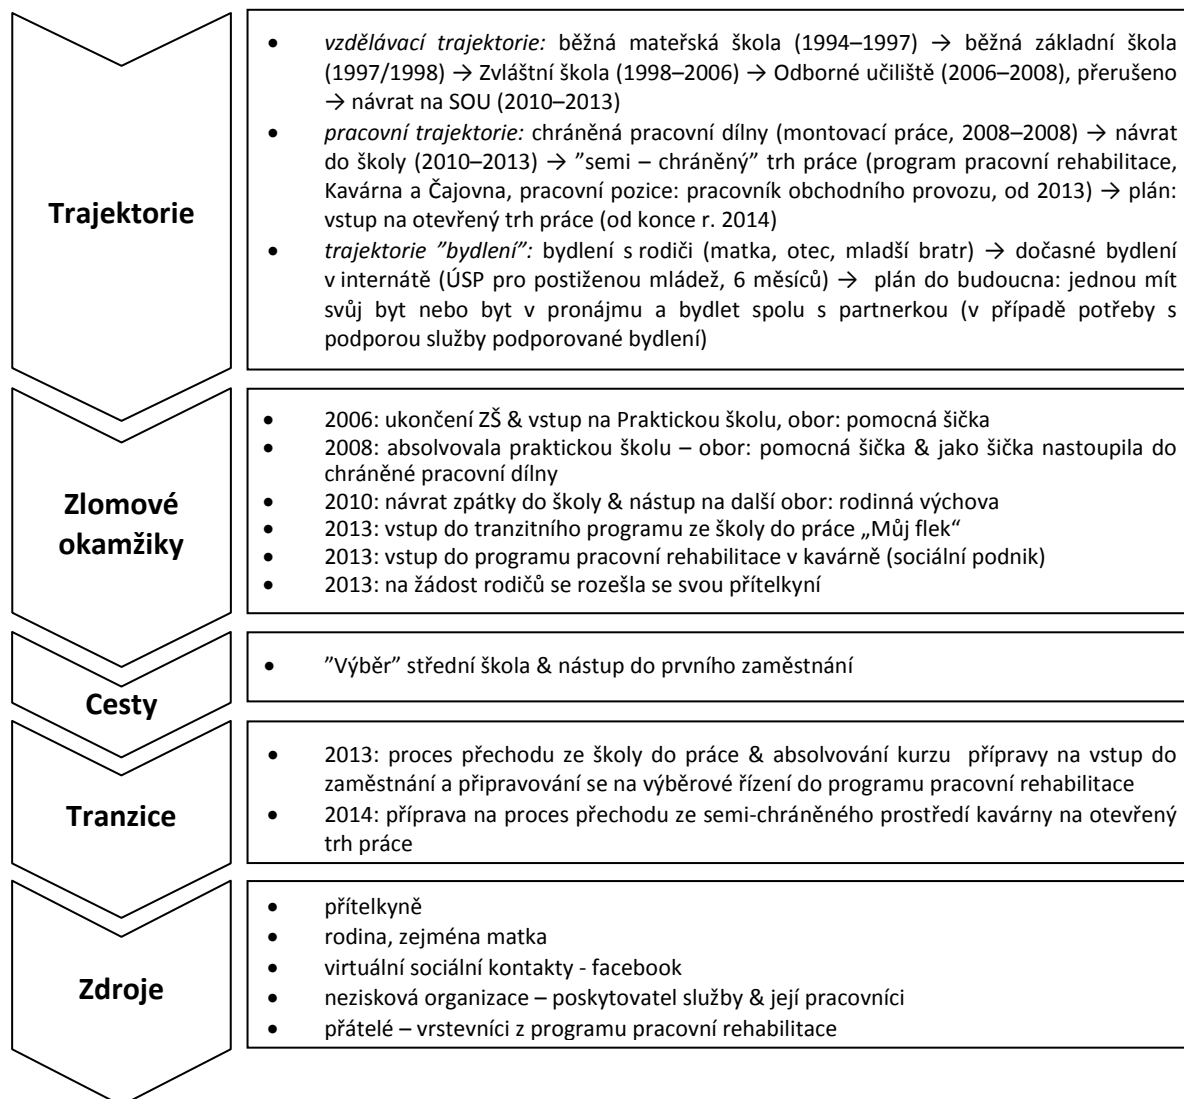 Trajektorie
• vzdělávací trajektorie: běžná mateřská škola (1994–1997) → běžná základní škola
(1997/1998) → Zvláštní škola (1998–2006) → Odborné učiliště (2006–2008), přerušeno
→ návrat na SOU (2010–2013)
• pracovní trajektorie: chráněná pracovní dílny (montovací práce, 2008–2008) → návrat
do školy (2010–2013) → ”semi – chráněný” trh práce (program pracovní rehabilitace,
Kavárna a Čajovna, pracovní pozice: pracovník obchodního provozu, od 2013) → plán:
vstup na otevřený trh práce (od konce r. 2014)
• trajektorie ”bydlení”: bydlení s rodiči (matka, otec, mladší bratr) → dočasné bydlení
v internátě (ÚSP pro postiženou mládež, 6 měsíců) → plán do budoucna: jednou mít
svůj byt nebo byt v pronájmu a bydlet spolu s partnerkou (v případě potřeby s
podporou služby podporované bydlení)
Zlomové
okamžiky
• 2006: ukončení ZŠ & vstup na Praktickou školu, obor: pomocná šička
• 2008: absolvovala praktickou školu – obor: pomocná šička & jako šička nastoupila do
chráněné pracovní dílny
• 2010: návrat zpátky do školy & nástup na další obor: rodinná výchova
• 2013: vstup do tranzitního programu ze školy do práce „Můj flek“
• 2013: vstup do programu pracovní rehabilitace v kavárně (sociální podnik)
• 2013: na žádost rodičů se rozešla se svou přítelkyní
Cesty
• ”Výběr” střední škola & nástup do prvního zaměstnání
Tranzice
• 2013: proces přechodu ze školy do práce & absolvování kurzu přípravy na vstup do
zaměstnání a připravování se na výběrové řízení do programu pracovní rehabilitace
• 2014: příprava na proces přechodu ze semi-chráněného prostředí kavárny na otevřený
trh práce
Zdroje
• přítelkyně
• rodina, zejména matka
• virtuální sociální kontakty - facebook
• nezisková organizace – poskytovatel služby & její pracovníci
• přátelé – vrstevníci z programu pracovní rehabilitace